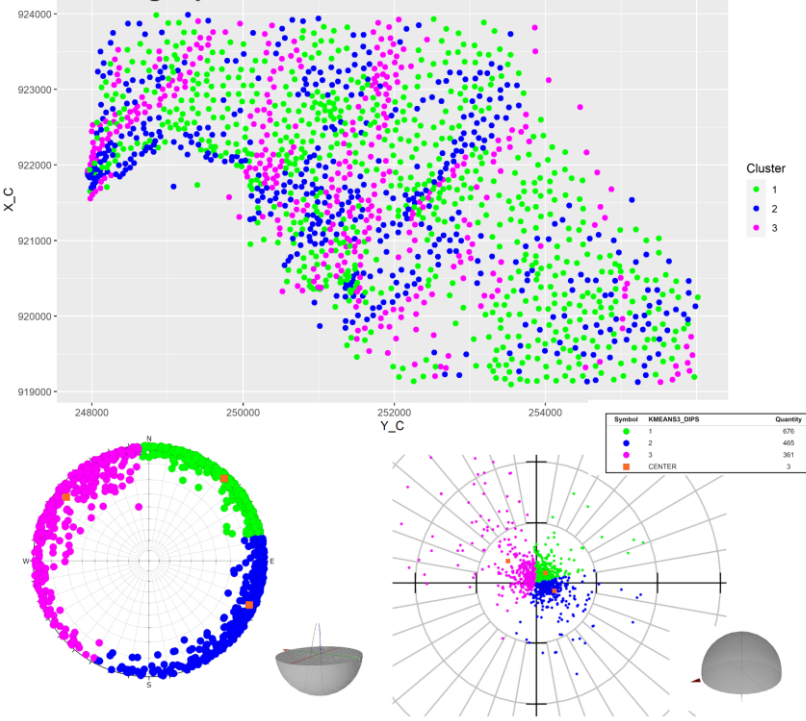 924000
923000
922000
921000
920000
919000
X_C
248000 250000 252000 254000
Y_C
Cluster
1
2
3
Symbol KMEANS3_DIPS Quantity
1 676
2 465
3 361
CENTER 3
N
W E
S